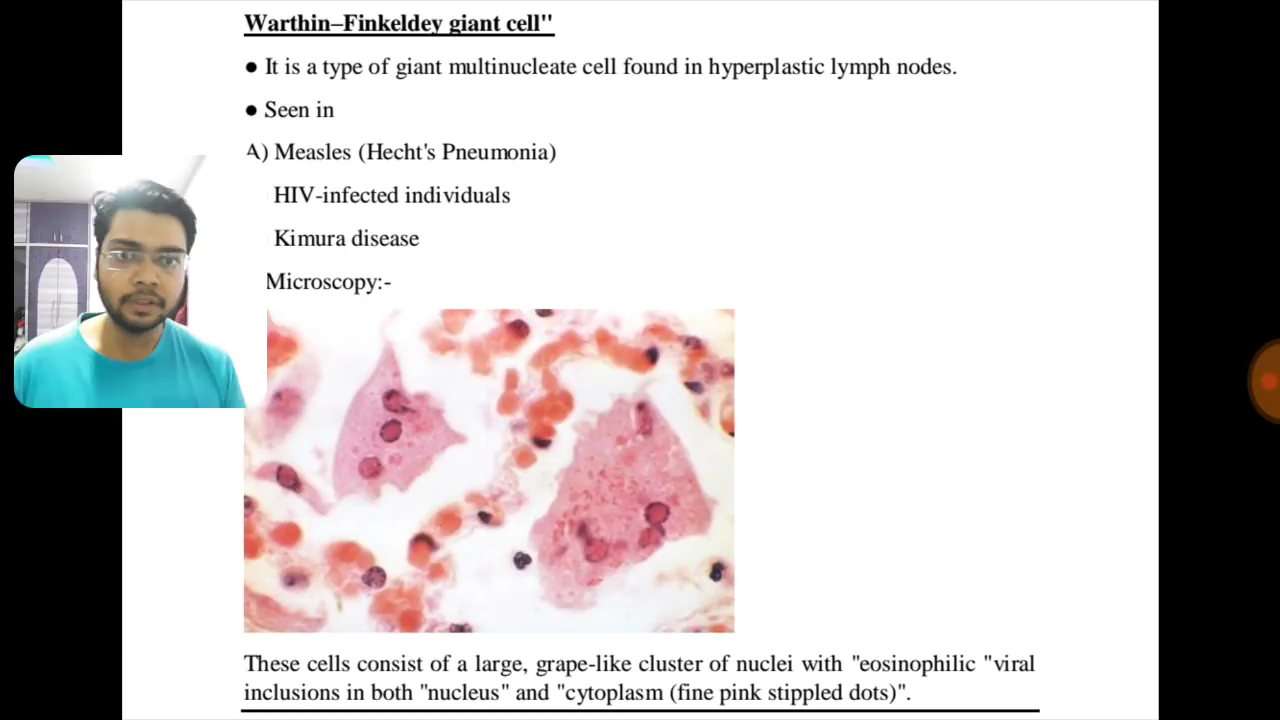 Warthin–Finkeldey giant cell"
● It is a type of giant multinucleate cell found in hyperplastic lymph nodes.
● Seen in
A) Measles (Hecht's Pneumonia)
HIV-infected individuals
Kimura disease
Microscopy:-
These cells consist of a large, grape-like cluster of nuclei with "eosinophilic "viral
inclusions in both "nucleus" and "cytoplasm (fine pink stippled dots)".